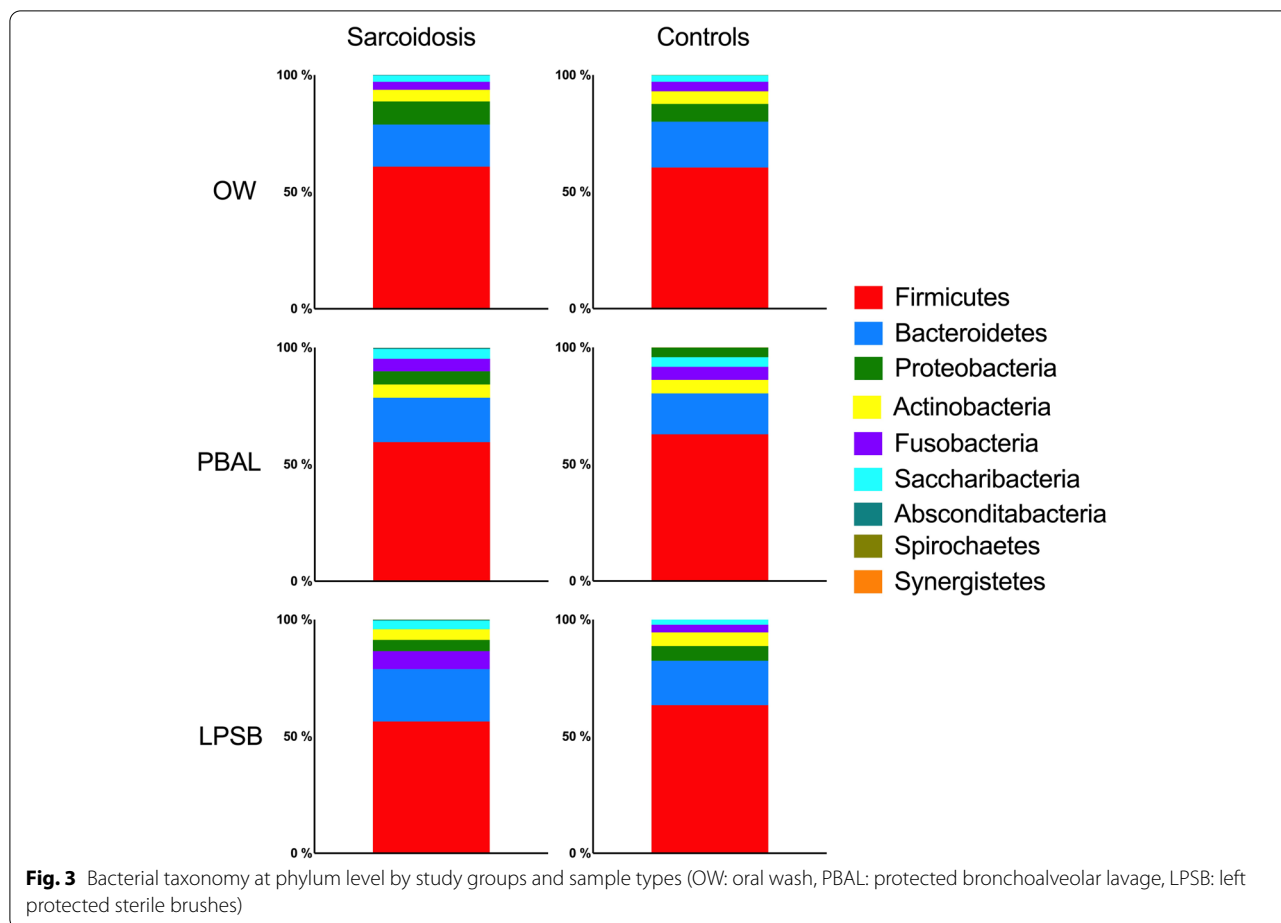 Sarcoidosis
Controls
OW
100 %
50 %
0 %
100 %
50 %
0 %
PBAL
100 %
50 %
0 %
100 %
50 %
0 %
LPSB
100 %
50 %
0 %
100 %
50 %
0 %
Firmicutes
Bacteroidetes
Proteobacteria
Actinobacteria
Fusobacteria
Saccharibacteria
Absconditabacteria
Spirochaetes
Synergistetes
Fig. 3 Bacterial taxonomy at phylum level by study groups and sample types (OW: oral wash, PBAL: protected bronchoalveolar lavage, LPSB: left
protected sterile brushes)